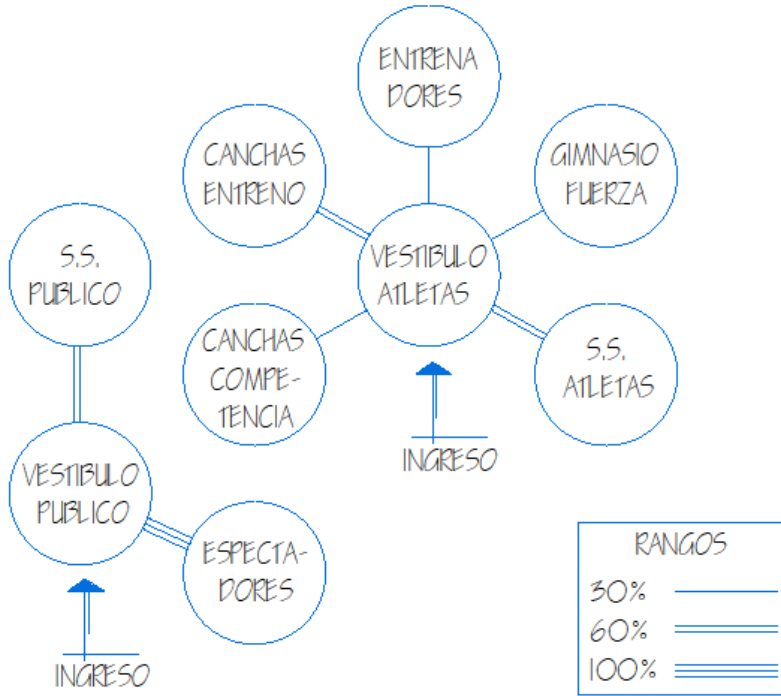 ENTRENA
DORES
CANCHAS
ENTRENO
GIMNASIO
FUERZA
S.S.
PUBLICO
VESTIBULO
ATLETAS
CANCHAS
COMPE-
TENCIA
S.S.
ATLETAS
INGRESO
VESTIBULO
PUBLICO
ESPECTA-
DORES
INGRESO
RANGOS
30%
60%
100%